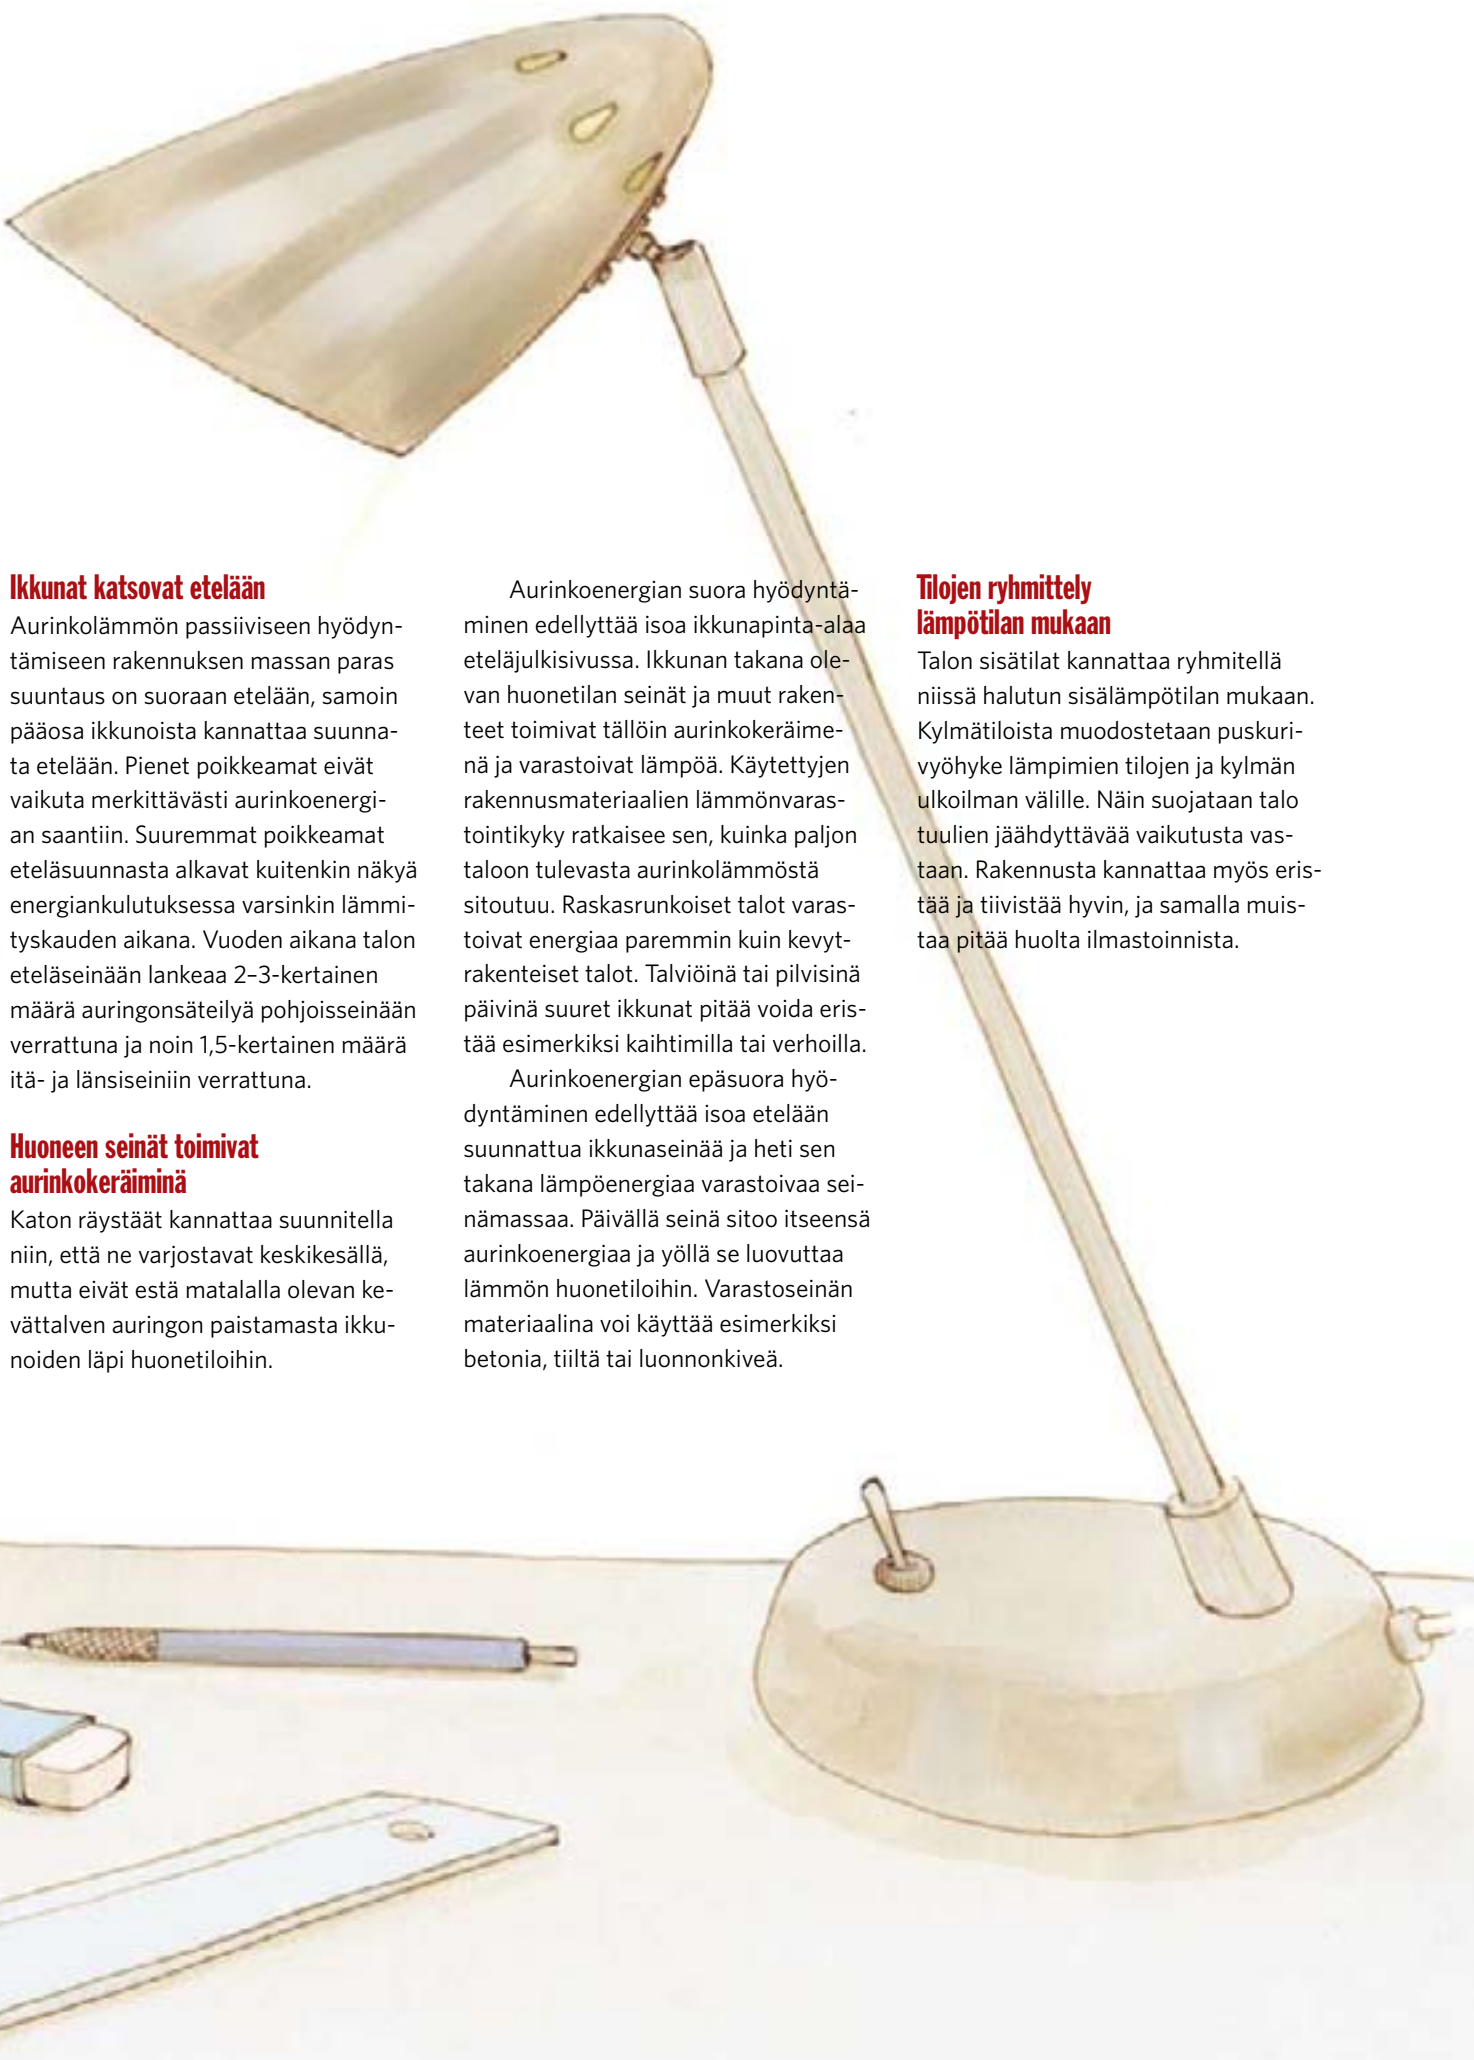 Ikkunat katsovat etelään
Aurinkolämmön passiiviseen hyödyn-
tämiseen rakennuksen massan paras
suuntaus on suoraan etelään, samoin
pääosa ikkunoista kannattaa suunna-
ta etelään. Pienet poikkeamat eivät
vaikuta merkittävästi aurinkoenergi-
an saantiin. Suuremmat poikkeamat
eteläsuunnasta alkavat kuitenkin näkyä
energiankulutuksessa varsinkin lämmi-
tyskauden aikana. Vuoden aikana talon
eteläseinään lankeaa 2–3-kertainen
määrä auringonsäteilyä pohjoisseinään
verrattuna ja noin 1,5-kertainen määrä
itä- ja länsiseiniin verrattuna.
Huoneen seinät toimivat
aurinkokeräiminä
Katon räystäät kannattaa suunnitella
niin, että ne varjostavat keskikesällä,
mutta eivät estä matalalla olevan ke-
vättalven auringon paistamasta ikku-
noiden läpi huonetiloihin.
Aurinkoenergian suora hyödyntä-
minen edellyttää isoa ikkunapinta-alaa
eteläjulkisivussa. Ikkunan takana ole-
van huonetilan seinät ja muut raken-
teet toimivat tällöin aurinkokeräime-
nä ja varastoivat lämpöä. Käytettyjen
rakennusmateriaalien lämmönvaras-
tointikyky ratkaisee sen, kuinka paljon
taloon tulevasta aurinkolämmöstä
sitoutuu. Raskasrunkoiset talot varas-
toivat energiaa paremmin kuin kevyt-
rakenteiset talot. Talviöinä tai pilvisinä
päivinä suuret ikkunat pitää voida eris-
tää esimerkiksi kaihtimilla tai verhoilla.
Aurinkoenergian epäsuora hyö-
dyntäminen edellyttää isoa etelään
suunnattua ikkunaseinää ja heti sen
takana lämpöenergiaa varastoivaa sei-
nämassaa. Päivällä seinä sitoo itseensä
aurinkoenergiaa ja yöllä se luovuttaa
lämmön huonetiloihin. Varastoseinän
materiaalina voi käyttää esimerkiksi
betonia, tiiltä tai luonnonkiveä.
Tilojen ryhmittely
lämpötilan mukaan
Talon sisätilat kannattaa ryhmitellä
niissä halutun sisälämpötilan mukaan.
Kylmätiloista muodostetaan puskuri-
vyöhyke lämpimien tilojen ja kylmän
ulkoilman välille. Näin suojataan talo
tuulien jäähdyttävää vaikutusta vas-
taan. Rakennusta kannattaa myös eris-
tää ja tiivistää hyvin, ja samalla muis-
taa pitää huolta ilmastoinnista.